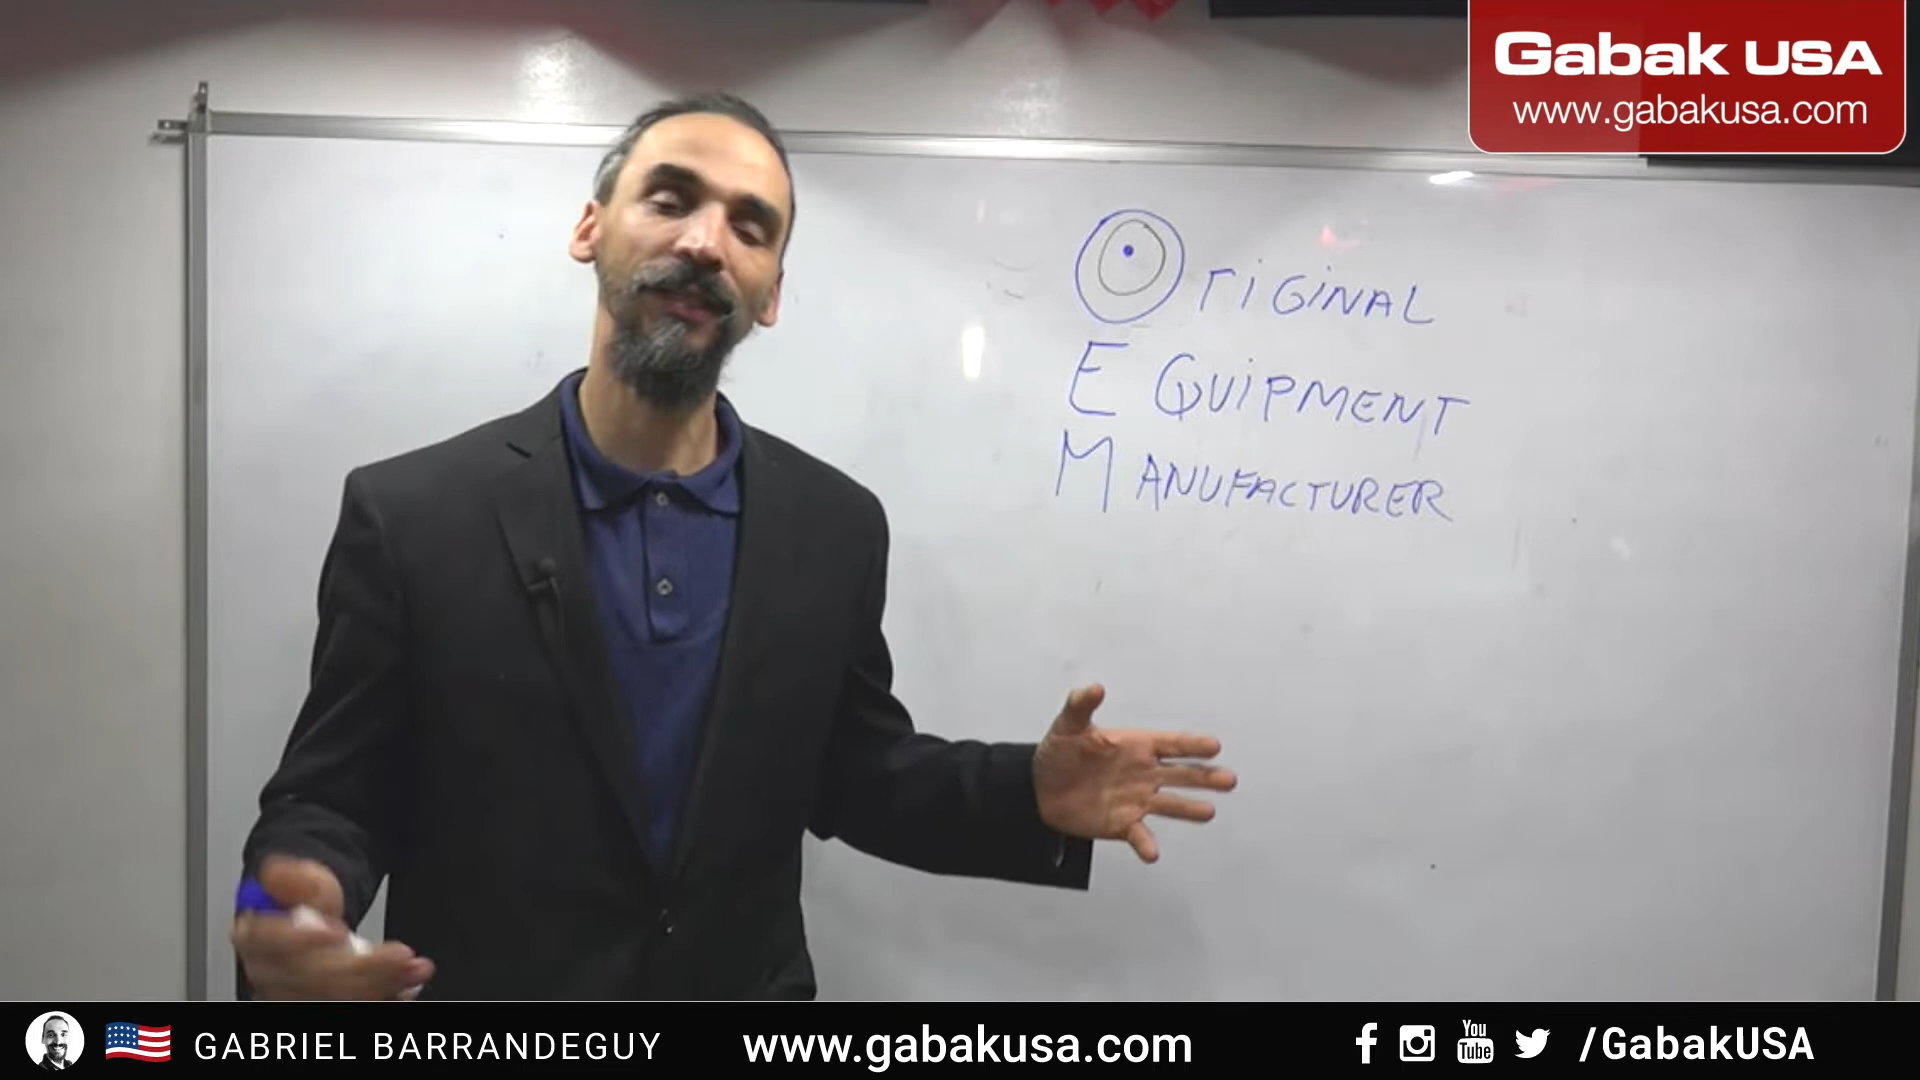 Gabak USA
www.gabakusa.com
Original
EQuipMENT
MANUFACTURER
GABRIEL BARRANDEGUY
www.gabakusa.com
You
Tube
/GabakUSA